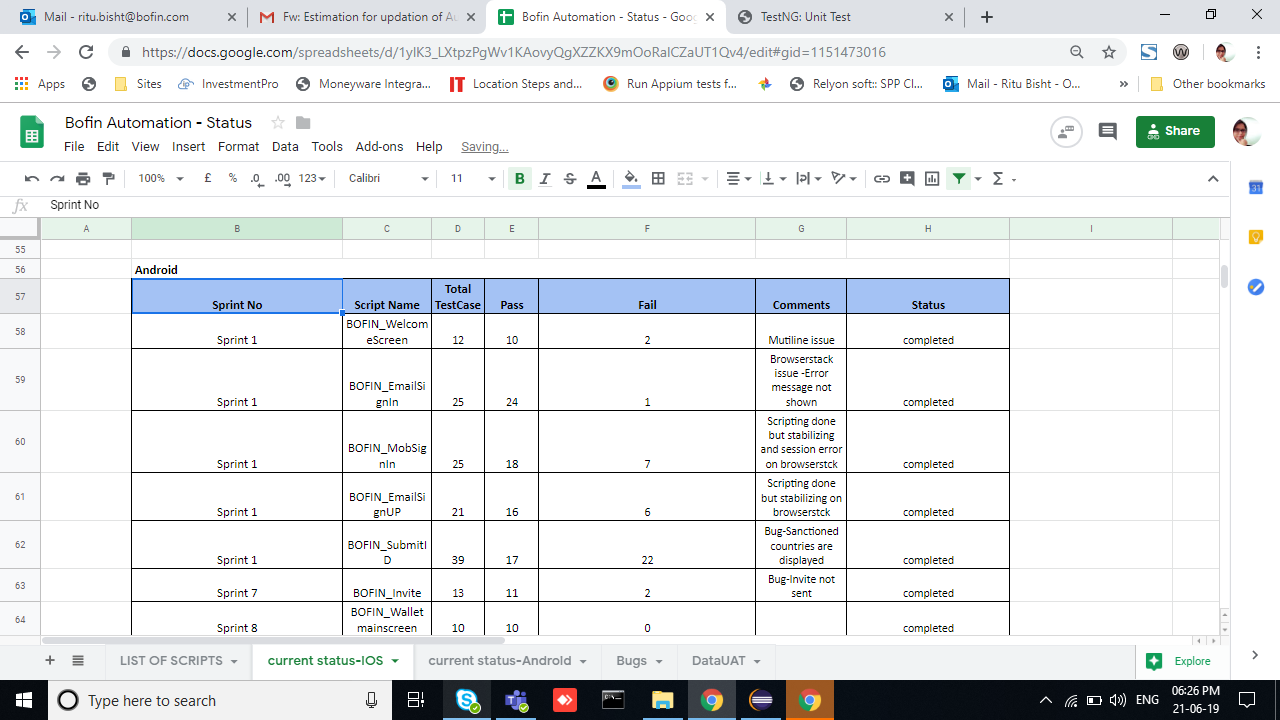 Mail - ritu.bisht@bofin.com
Fw: Estimation for updation of Au
Bofin Automation - Status - Goog
TestNG: Unit Test
https://docs.google.com/spreadsheets/d/1ylK3_LXtpzPgWv1KAovyQgXZZKX9mOoRalCZaUT1Qv4/edit#gid=1151473016
Apps
Sites
InvestmentPro
Moneyware Integra...
Location Steps and...
Run Appium tests f...
Relyon soft:: SPP Cl...
Mail - Ritu Bisht - O...
Other bookmarks
Bofin Automation - Status
File Edit View Insert Format Data Tools Add-ons Help Saving...
Share
100% £ % .0 .00 123 Calibri 11 B I S A
fx Sprint No
A B C D E F G H I
55
56 Android
57 Sprint No Script Name Total TestCase Pass Fail Comments Status
58 Sprint 1 BOFIN_WelcomeScreen 12 10 2 Mutiline issue completed
59 Sprint 1 BOFIN_EmailSignIn 25 24 1 Browserstack issue -Error message not shown completed
60 Sprint 1 BOFIN_MobSignIn 25 18 7 Scripting done but stabilizing and session error on browserstck completed
61 Sprint 1 BOFIN_EmailSignUP 21 16 6 Scripting done but stabilizing on browserstck completed
62 Sprint 1 BOFIN_SubmitID 39 17 22 Bug-Sanctioned countries are displayed completed
63 Sprint 7 BOFIN_Invite 13 11 2 Bug-Invite not sent completed
64 Sprint 8 BOFIN_Wallet mainscreen 10 10 0 completed
LIST OF SCRIPTS
current status-IOS
current status-Android
Bugs
DataUAT
Explore
Type here to search
ENG
06:26 PM
21-06-19